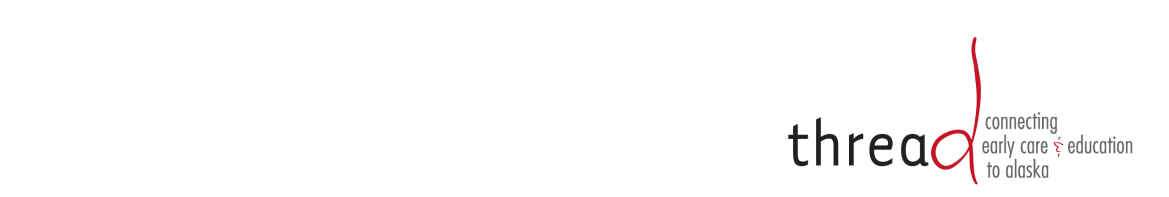 thread
connecting
early care & education
to alaska